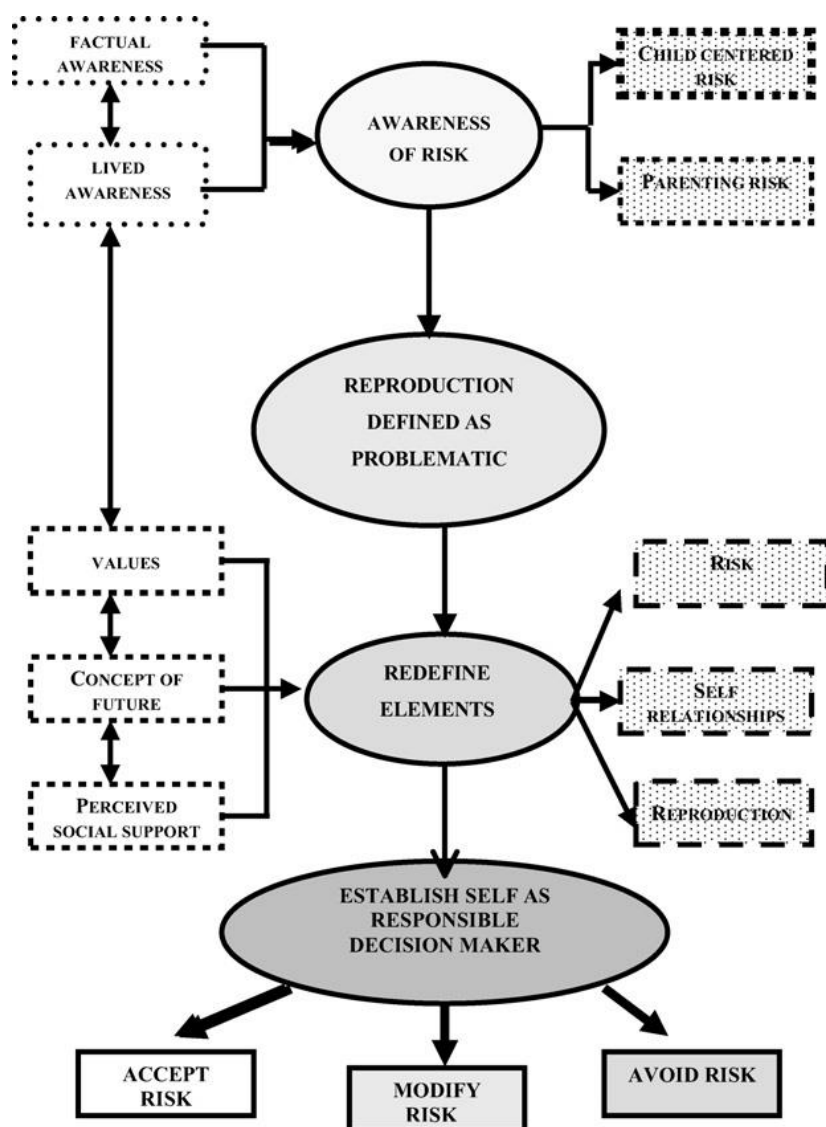 FACTUAL
AWARENESS
LIVED
AWARENESS
AWARENESS
OF RISK
CHILD CENTERED
RISK
PARENTING RISK
REPRODUCTION
DEFINED AS
PROBLEMATIC
VALUES
CONCEPT OF
FUTURE
PERCEIVED
SOCIAL SUPPORT
REDEFINE
ELEMENTS
RISK
SELF
RELATIONSHIPS
REPRODUCTION
ESTABLISH SELF AS
RESPONSIBLE
DECISION MAKER
ACCEPT
RISK
MODIFY
RISK
AVOID RISK